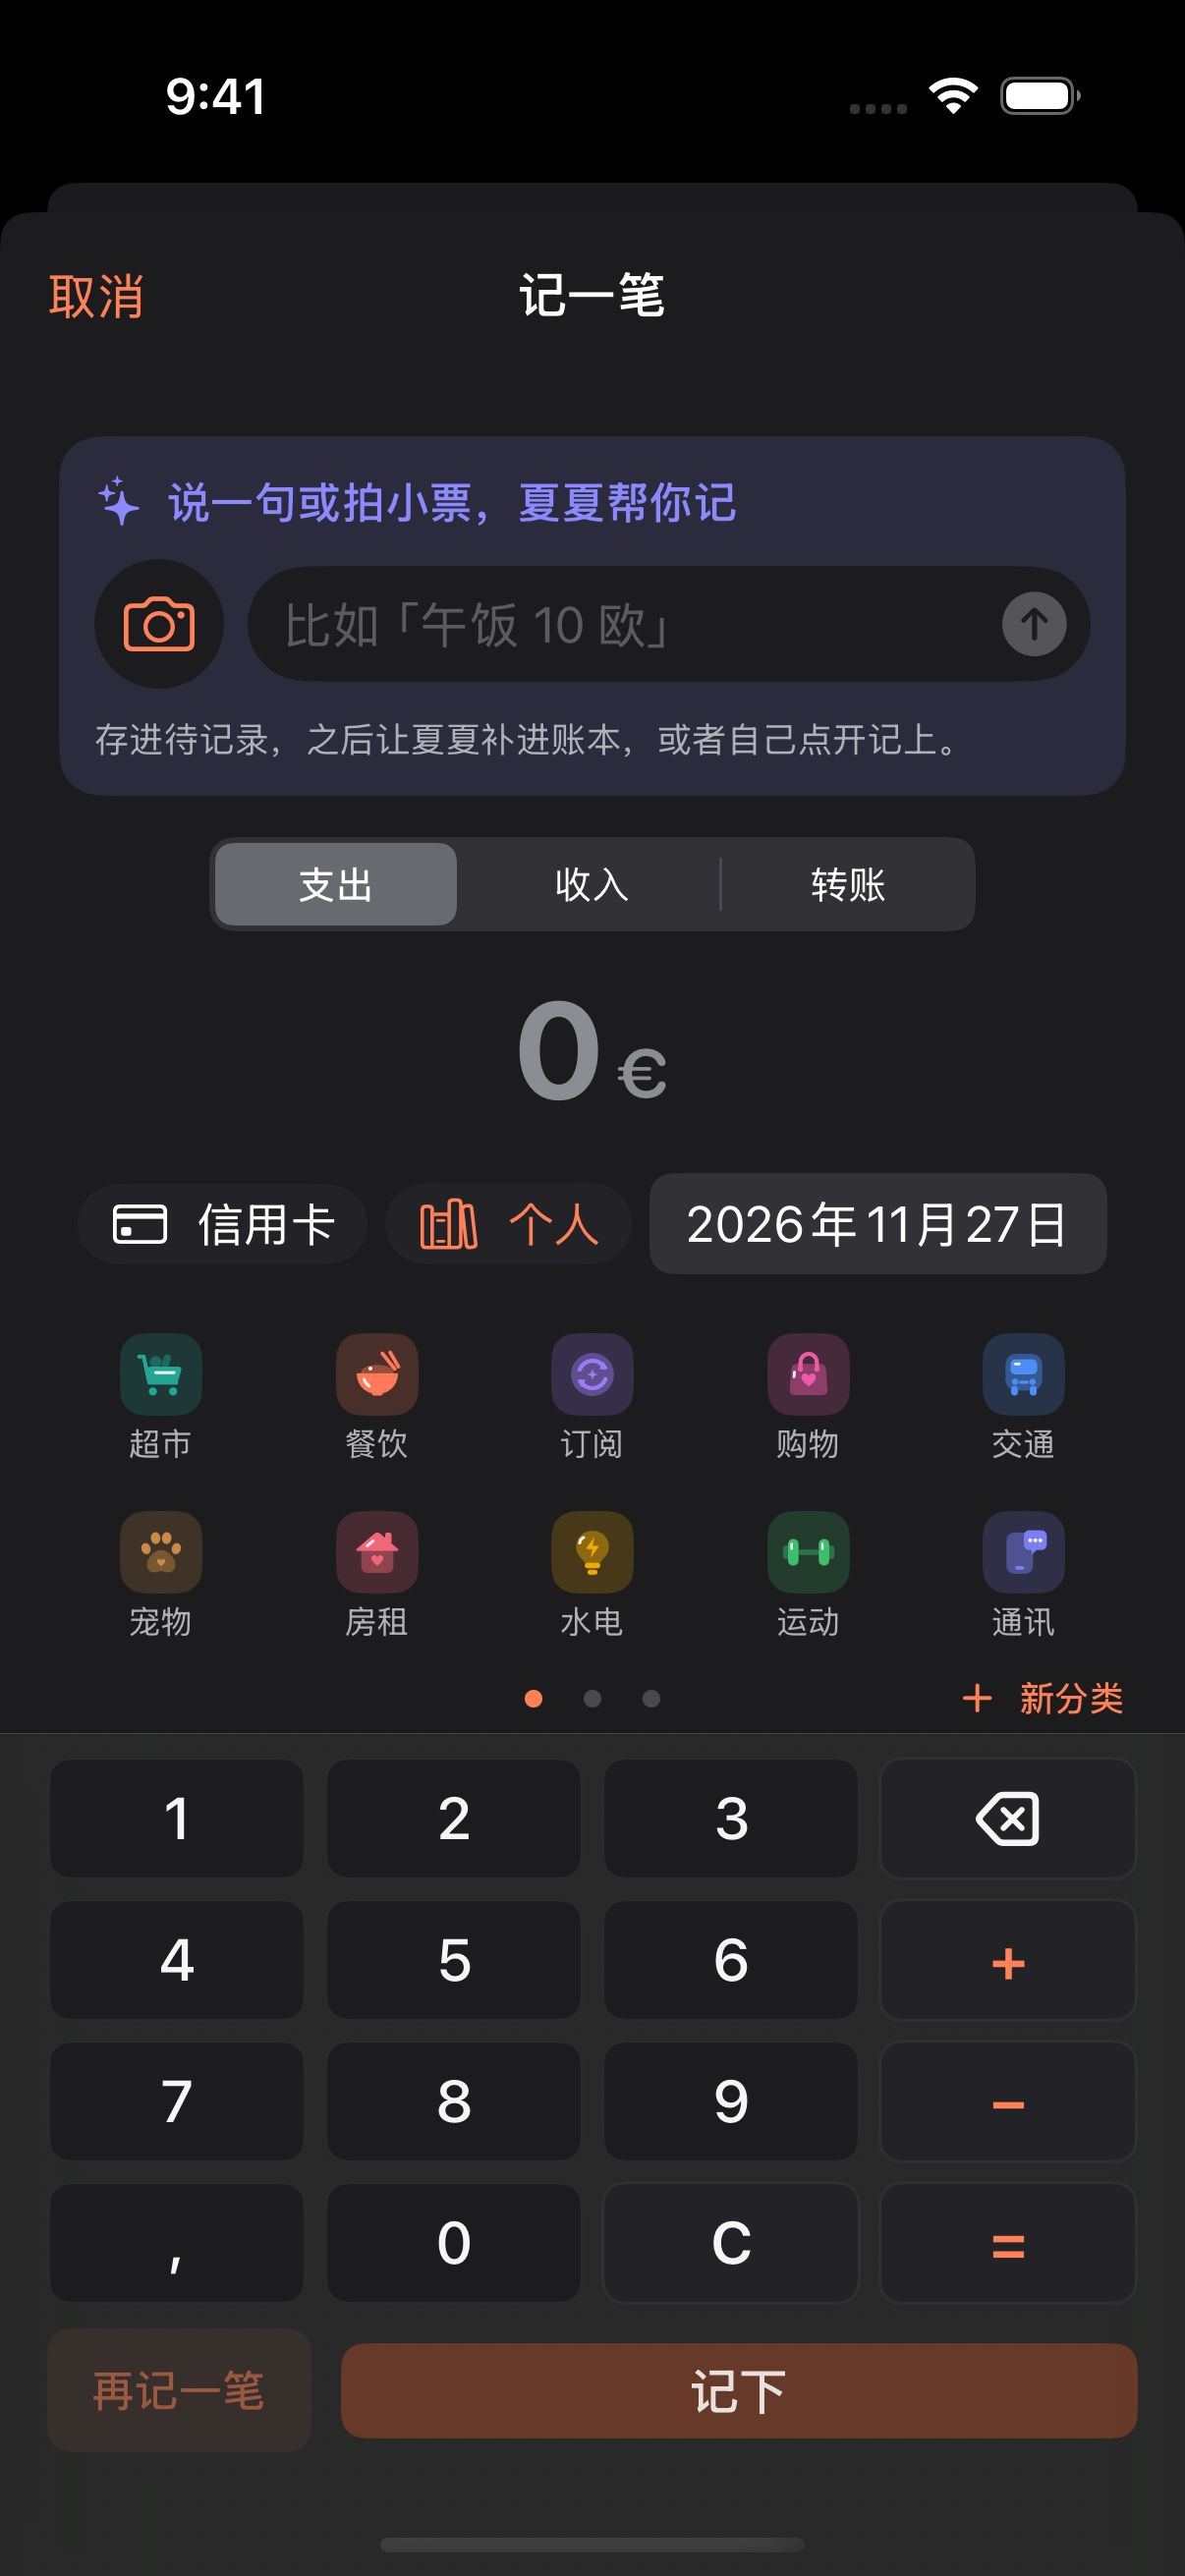 9:41
取消
记一笔
说一句或拍小票，夏夏帮你记
比如「午饭 10 欧」
存进待记录，之后让夏夏补进账本，或者自己点开记上。
支出 收入 转账
0 €
信用卡 个人 2026年11月27日
超市 餐饮 订阅 购物 交通
宠物 房租 水电 运动 通讯
新分类
1 2 3
4 5 6 +
7 8 9 −
, 0 C =
再记一笔 记下